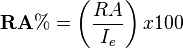 RA% = (RA / I_e) x100